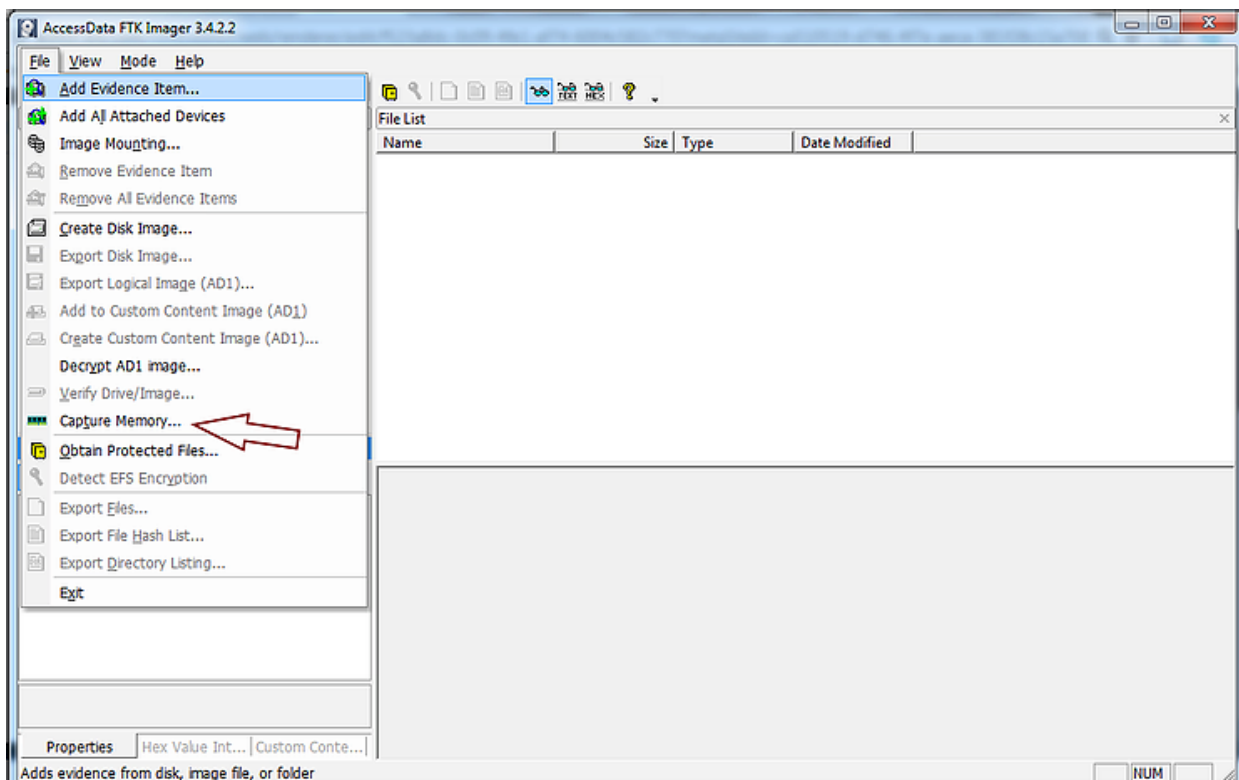 AccessData FTK Imager 3.4.2.2
File View Mode Help
Add Evidence Item...
Add All Attached Devices
Image Mounting...
Remove Evidence Item
Remove All Evidence Items
Create Disk Image...
Export Disk Image...
Export Logical Image (AD1)...
Add to Custom Content Image (AD1)
Create Custom Content Image (AD1)...
Decrypt AD1 image...
Verify Drive/Image...
Capture Memory...
Obtain Protected Files...
Detect EFS Encryption
Export Files...
Export File Hash List...
Export Directory Listing...
Exit
TEXT HEX
File List
Name Size Type Date Modified
Properties Hex Value Int... Custom Conte...
Adds evidence from disk, image file, or folder NUM